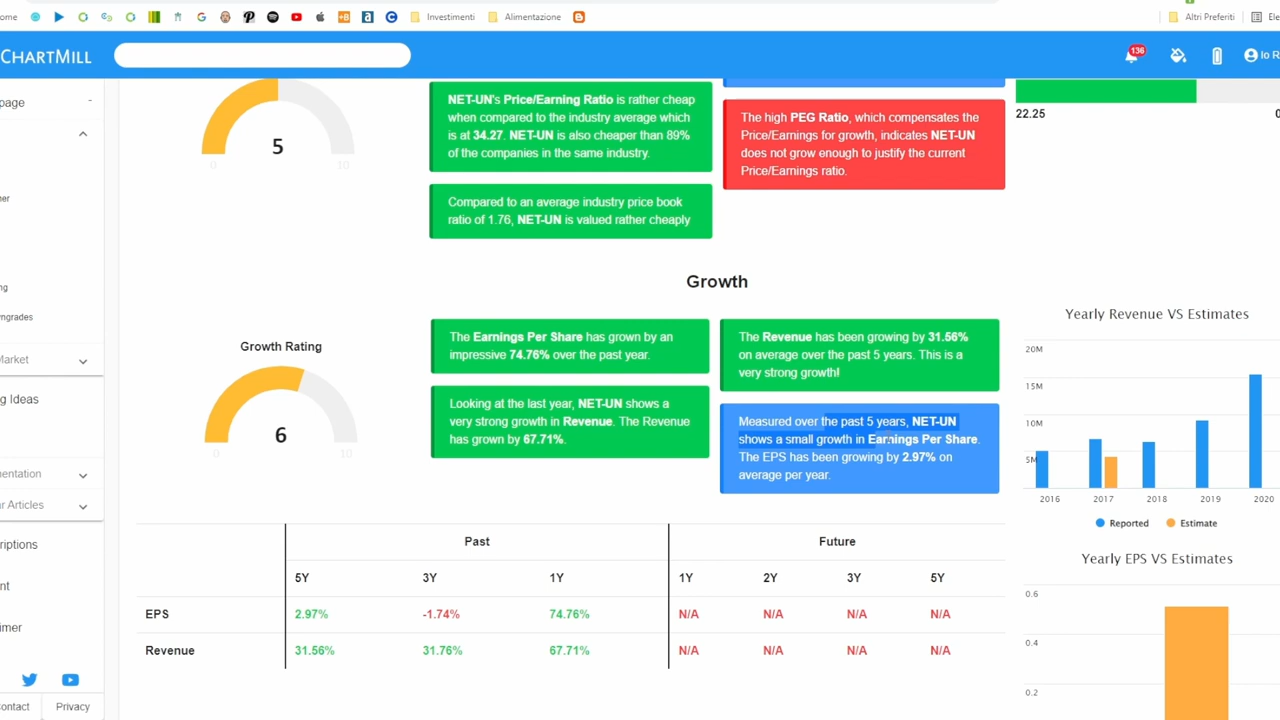 ome
Investimenti
Alimentazione
Altri Preferiti
Ele
CHARTMILL
136
Io R
page
-
ner
ng
wngrades
Market
g Ideas
mentation
r Articles
riptions
nt
imer
ontact
Privacy
5
0
10
NET-UN's Price/Earning Ratio is rather cheap
when compared to the industry average which
is at 34.27. NET-UN is also cheaper than 89%
of the companies in the same industry.
Compared to an average industry price book
ratio of 1.76, NET-UN is valued rather cheaply
The high PEG Ratio, which compensates the
Price/Earnings for growth, indicates NET-UN
does not grow enough to justify the current
Price/Earnings ratio.
22.25
0
Growth
Growth Rating
6
0
10
The Earnings Per Share has grown by an
impressive 74.76% over the past year.
Looking at the last year, NET-UN shows a
very strong growth in Revenue. The Revenue
has grown by 67.71%.
The Revenue has been growing by 31.56%
on average over the past 5 years. This is a
very strong growth!
Measured over the past 5 years, NET-UN
shows a small growth in Earnings Per Share.
The EPS has been growing by 2.97% on
average per year.
Yearly Revenue VS Estimates
20M
15M
10M
5M
2016 2017 2018 2019 2020
Reported Estimate
Yearly EPS VS Estimates
0.6
0.4
0.2
Past Future
5Y 3Y 1Y 1Y 2Y 3Y 5Y
EPS 2.97% -1.74% 74.76% N/A N/A N/A N/A
Revenue 31.56% 31.76% 67.71% N/A N/A N/A N/A